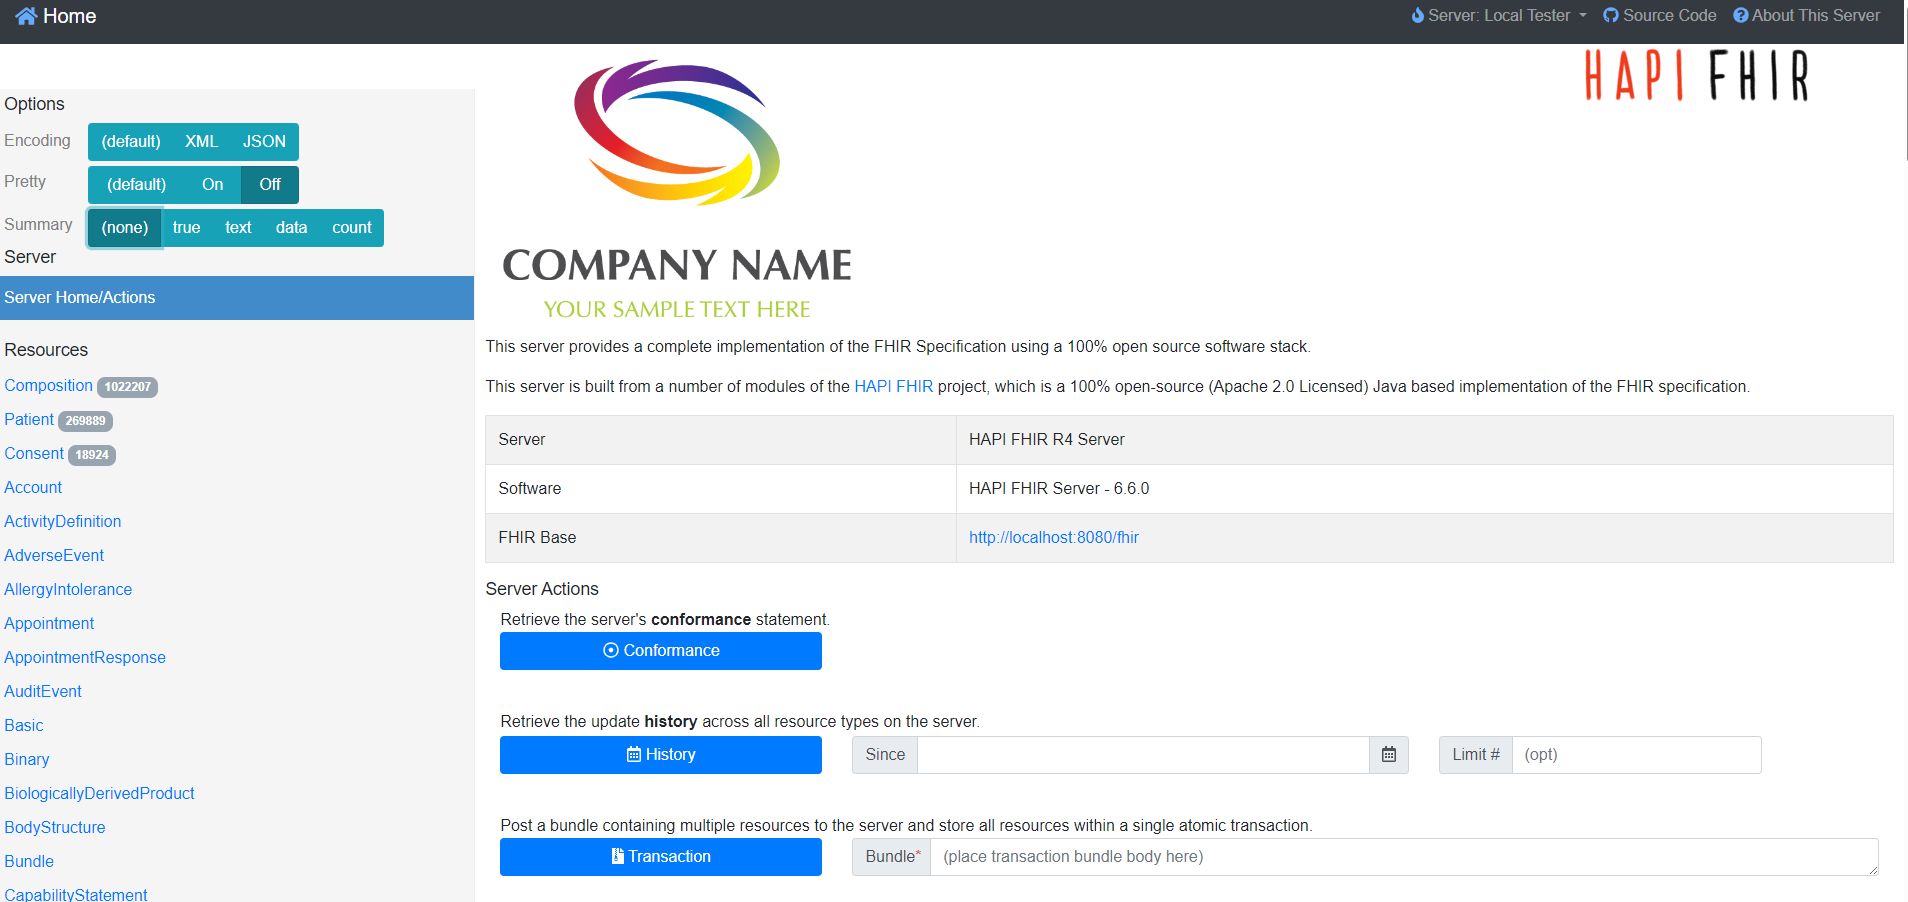 Home
Server: Local Tester
Source Code
About This Server
HAPI FHIR
Options
Encoding (default) XML JSON
Pretty (default) On Off
Summary (none) true text data count
Server
Server Home/Actions
Resources
Composition 1022207
Patient 269889
Consent 18924
Account
ActivityDefinition
AdverseEvent
AllergyIntolerance
Appointment
AppointmentResponse
AuditEvent
Basic
Binary
BiologicallyDerivedProduct
BodyStructure
Bundle
CapabilityStatement
COMPANY NAME
YOUR SAMPLE TEXT HERE
This server provides a complete implementation of the FHIR Specification using a 100% open source software stack.
This server is built from a number of modules of the HAPI FHIR project, which is a 100% open-source (Apache 2.0 Licensed) Java based implementation of the FHIR specification.
Server HAPI FHIR R4 Server
Software HAPI FHIR Server - 6.6.0
FHIR Base http://localhost:8080/fhir
Server Actions
Retrieve the server's conformance statement.
Conformance
Retrieve the update history across all resource types on the server.
History Since Limit # (opt)
Post a bundle containing multiple resources to the server and store all resources within a single atomic transaction.
Transaction Bundle* (place transaction bundle body here)